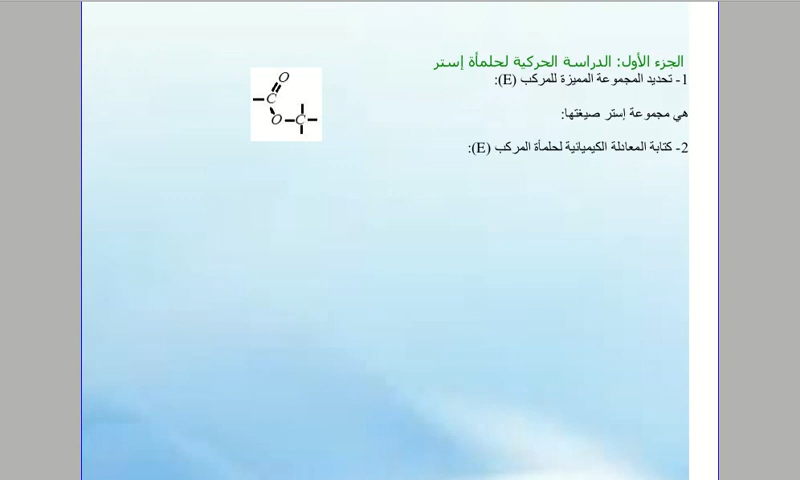 الجزء الأول: الدراسة الحركية لحلمأة إستر
1- تحديد المجموعة المميزة للمركب (E):
هي مجموعة إستر صيغتها:
O
C
O C
2- كتابة المعادلة الكيميائية لحلمأة المركب (E):